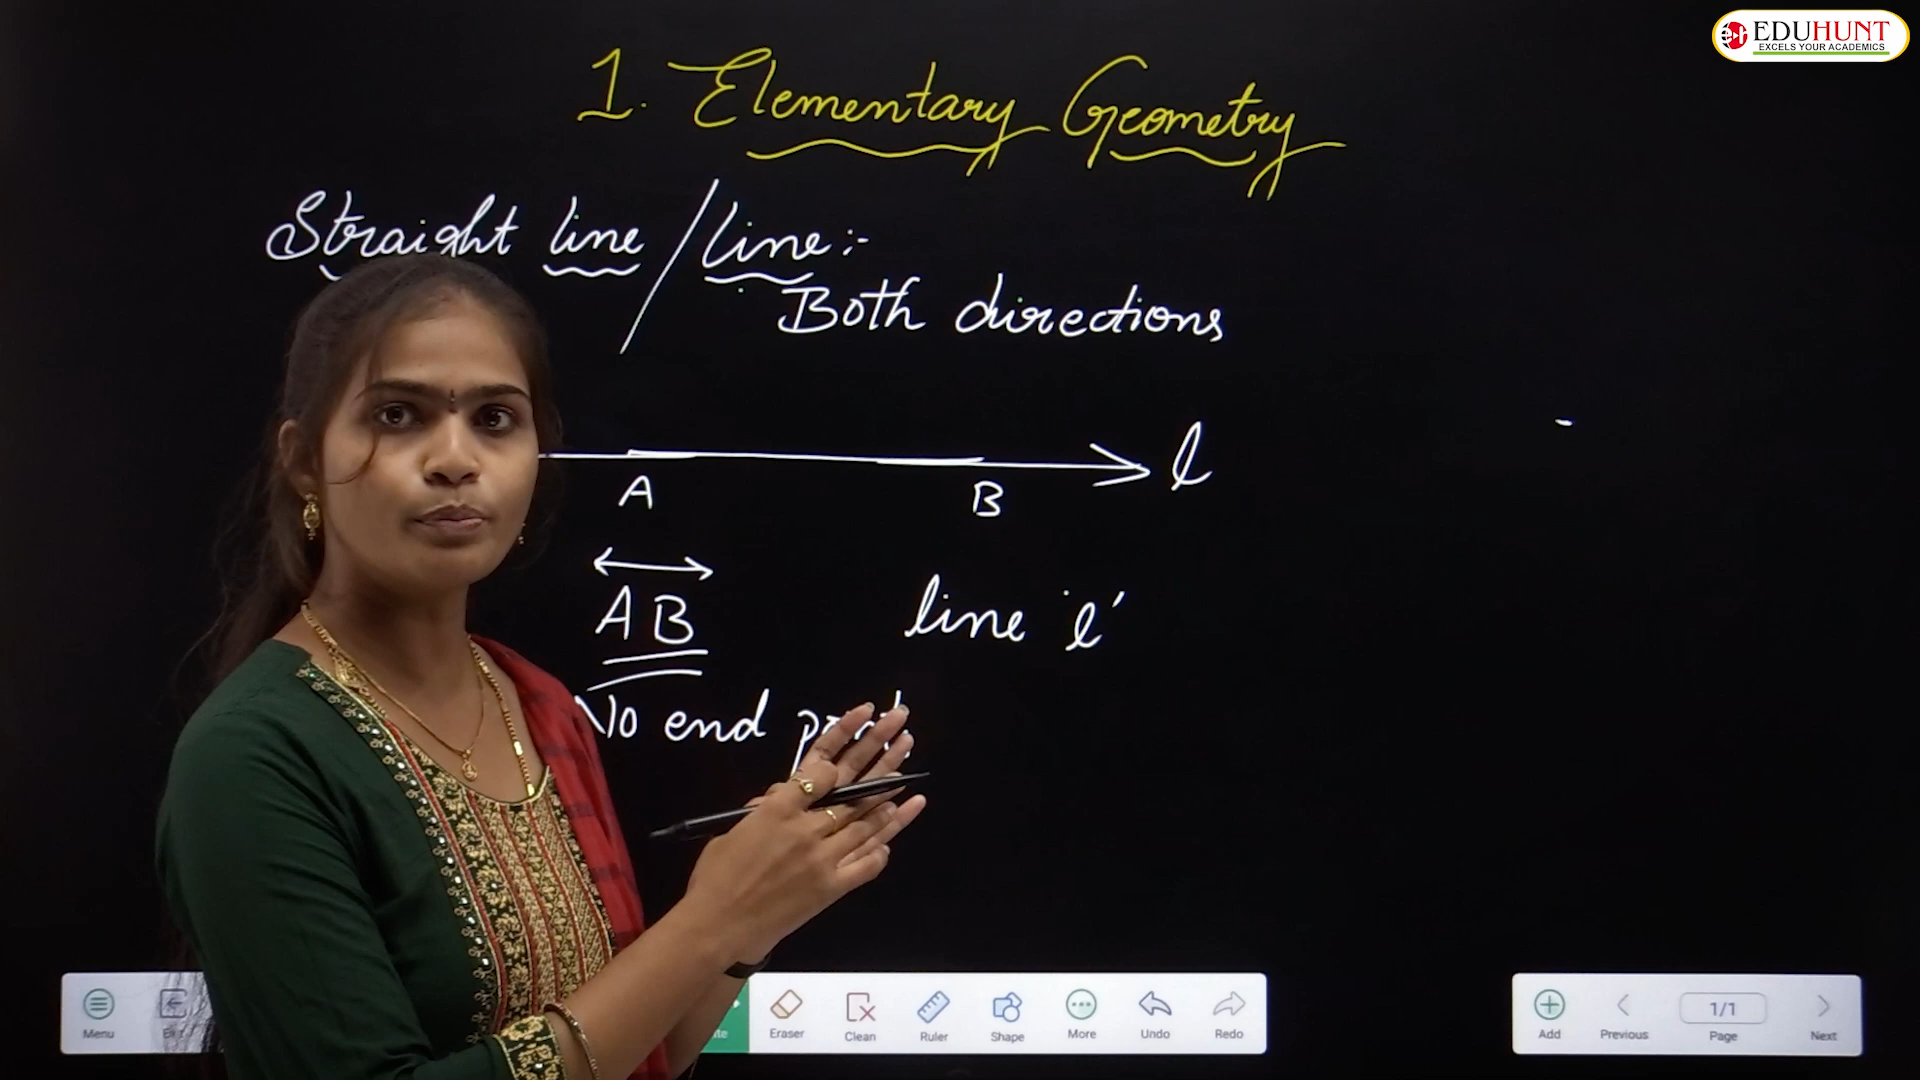 EDUHUNT
EXCELS YOUR ACADEMICS
1. Elementary Geometry
Straight line / line :-
Both directions
l
A B
AB line 'l'
No end
Menu Eraser Clean Ruler Shape More Undo Redo Add Previous 1/1 Page Next